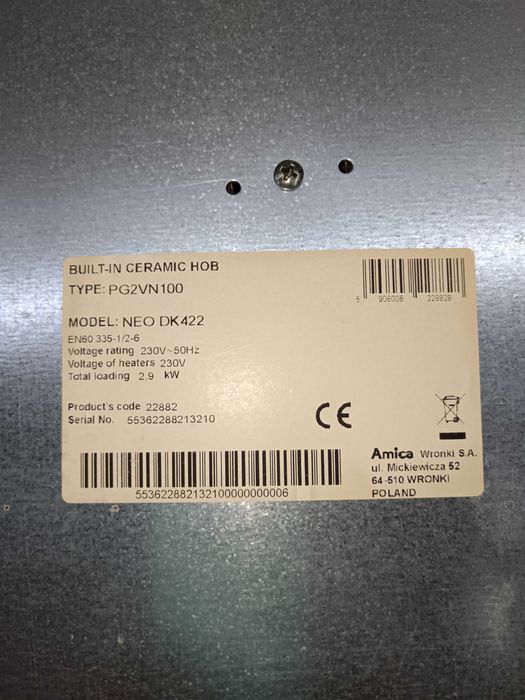 BUILT-IN CERAMIC HOB
TYPE: PG2VN100
5 906006 228828
MODEL: NEO DK422
EN60 335-1/2-6
Voltage rating 230V~50Hz
Voltage of heaters 230V
Total loading 2,9 kW
Product's code 22882
Serial No. 55362288213210
CE
553622882132100000000006
Amica Wronki S.A.
ul. Mickiewicza 52
64-510 WRONKI
POLAND